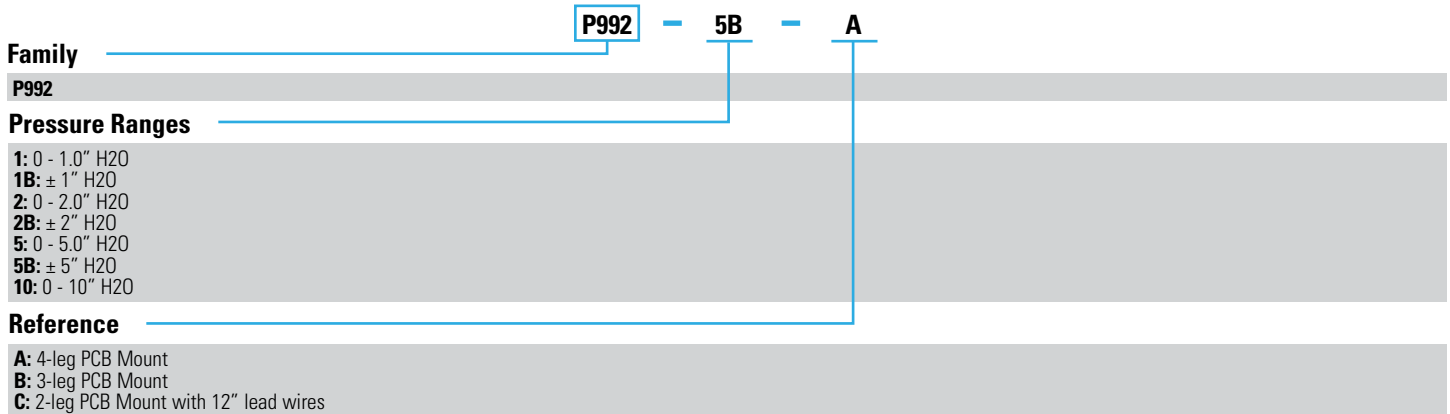 P992 - 5B - A
Family
P992
Pressure Ranges
1: 0 - 1.0” H2O
1B: ± 1” H2O
2: 0 - 2.0” H2O
2B: ± 2” H2O
5: 0 - 5.0” H2O
5B: ± 5” H2O
10: 0 - 10” H2O
Reference
A: 4-leg PCB Mount
B: 3-leg PCB Mount
C: 2-leg PCB Mount with 12” lead wires